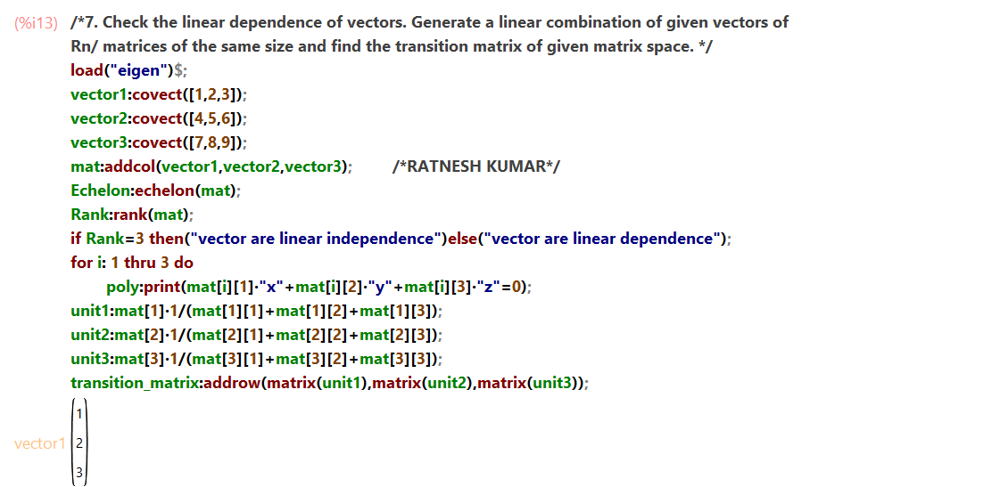 (%i13) /*7. Check the linear dependence of vectors. Generate a linear combination of given vectors of
Rn/ matrices of the same size and find the transition matrix of given matrix space. */
load("eigen")$;
vector1:covect([1,2,3]);
vector2:covect([4,5,6]);
vector3:covect([7,8,9]);
mat:addcol(vector1,vector2,vector3); /*RATNESH KUMAR*/
Echelon:echelon(mat);
Rank:rank(mat);
if Rank=3 then("vector are linear independence")else("vector are linear dependence");
for i: 1 thru 3 do
poly:print(mat[i][1]·"x"+mat[i][2]·"y"+mat[i][3]·"z"=0);
unit1:mat[1]·1/(mat[1][1]+mat[1][2]+mat[1][3]);
unit2:mat[2]·1/(mat[2][1]+mat[2][2]+mat[2][3]);
unit3:mat[3]·1/(mat[3][1]+mat[3][2]+mat[3][3]);
transition_matrix:addrow(matrix(unit1),matrix(unit2),matrix(unit3));
1
vector1 2
3